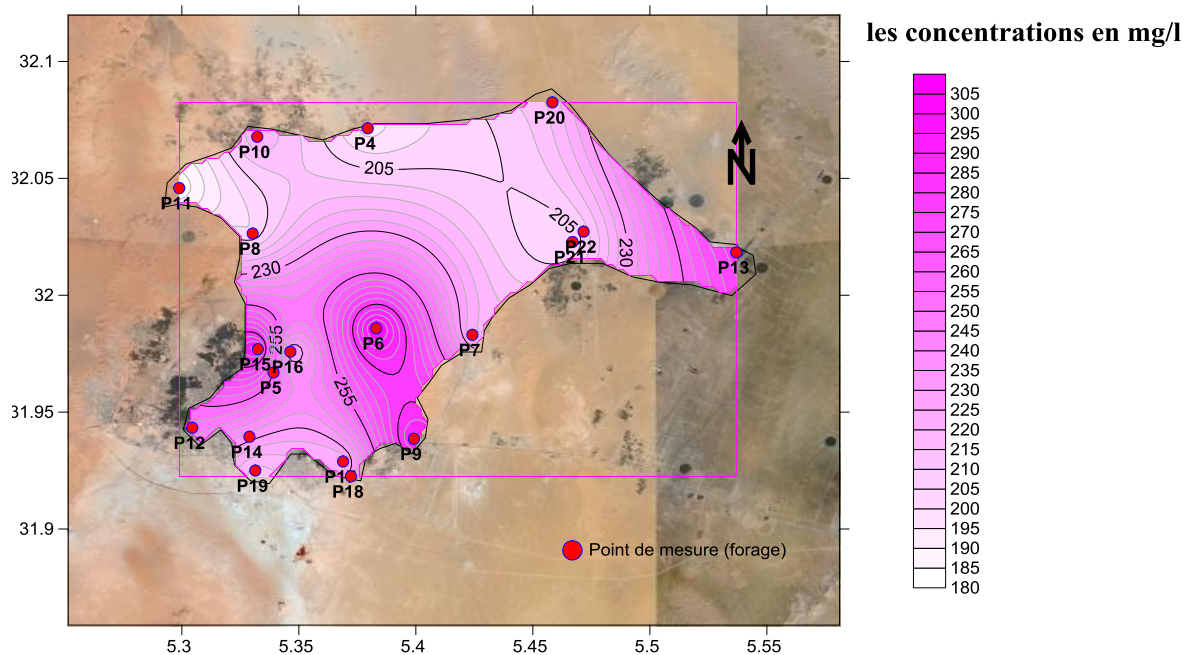 les concentrations en mg/l
32.1
32.05
32
31.95
31.9
5.3
5.35
5.4
5.45
5.5
5.55
P20
P4
P10
205
N
P11
205
P8
P22
P21
230
P13
230
255
P6
P7
P15
P16
P5
255
P12
P14
P9
P19
P1
P18
Point de mesure (forage)
305
300
295
290
285
280
275
270
265
260
255
250
245
240
235
230
225
220
215
210
205
200
195
190
185
180